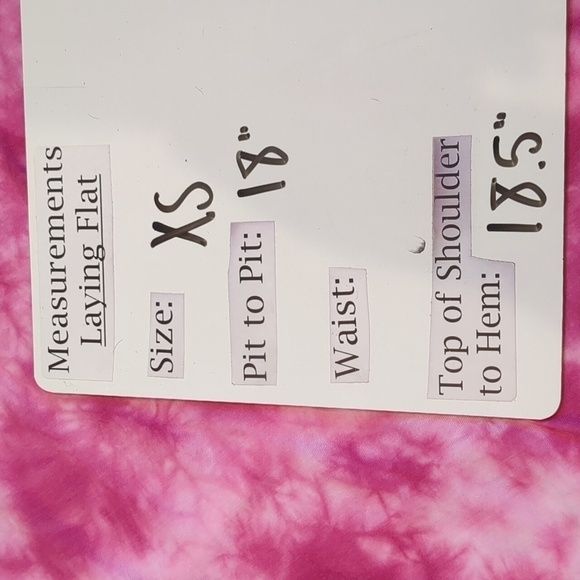 Measurements
Laying Flat
Size: XS
Pit to Pit: 18"
Waist:
Top of Shoulder
to Hem: 18.5"